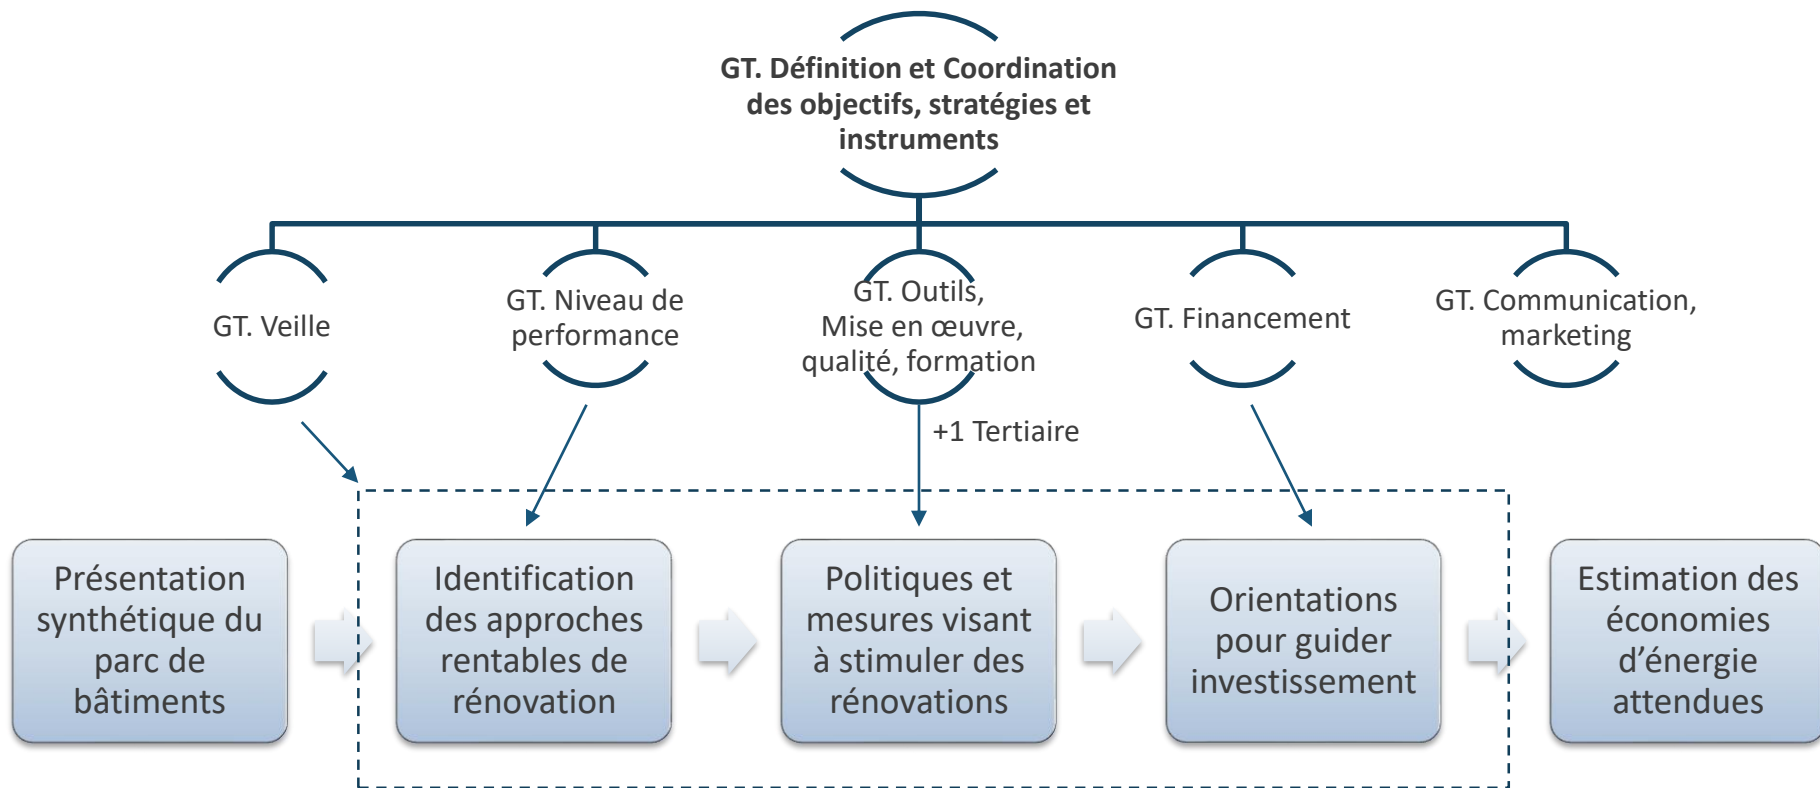 GT. Définition et Coordination
des objectifs, stratégies et
instruments
GT. Veille
GT. Niveau de
performance
GT. Outils,
Mise en œuvre,
qualité, formation
GT. Financement
GT. Communication,
marketing
+1 Tertiaire
Présentation
synthétique du
parc de
bâtiments
Identification
des approches
rentables de
rénovation
Politiques et
mesures visant
à stimuler des
rénovations
Orientations
pour guider
investissement
Estimation des
économies
d’énergie
attendues